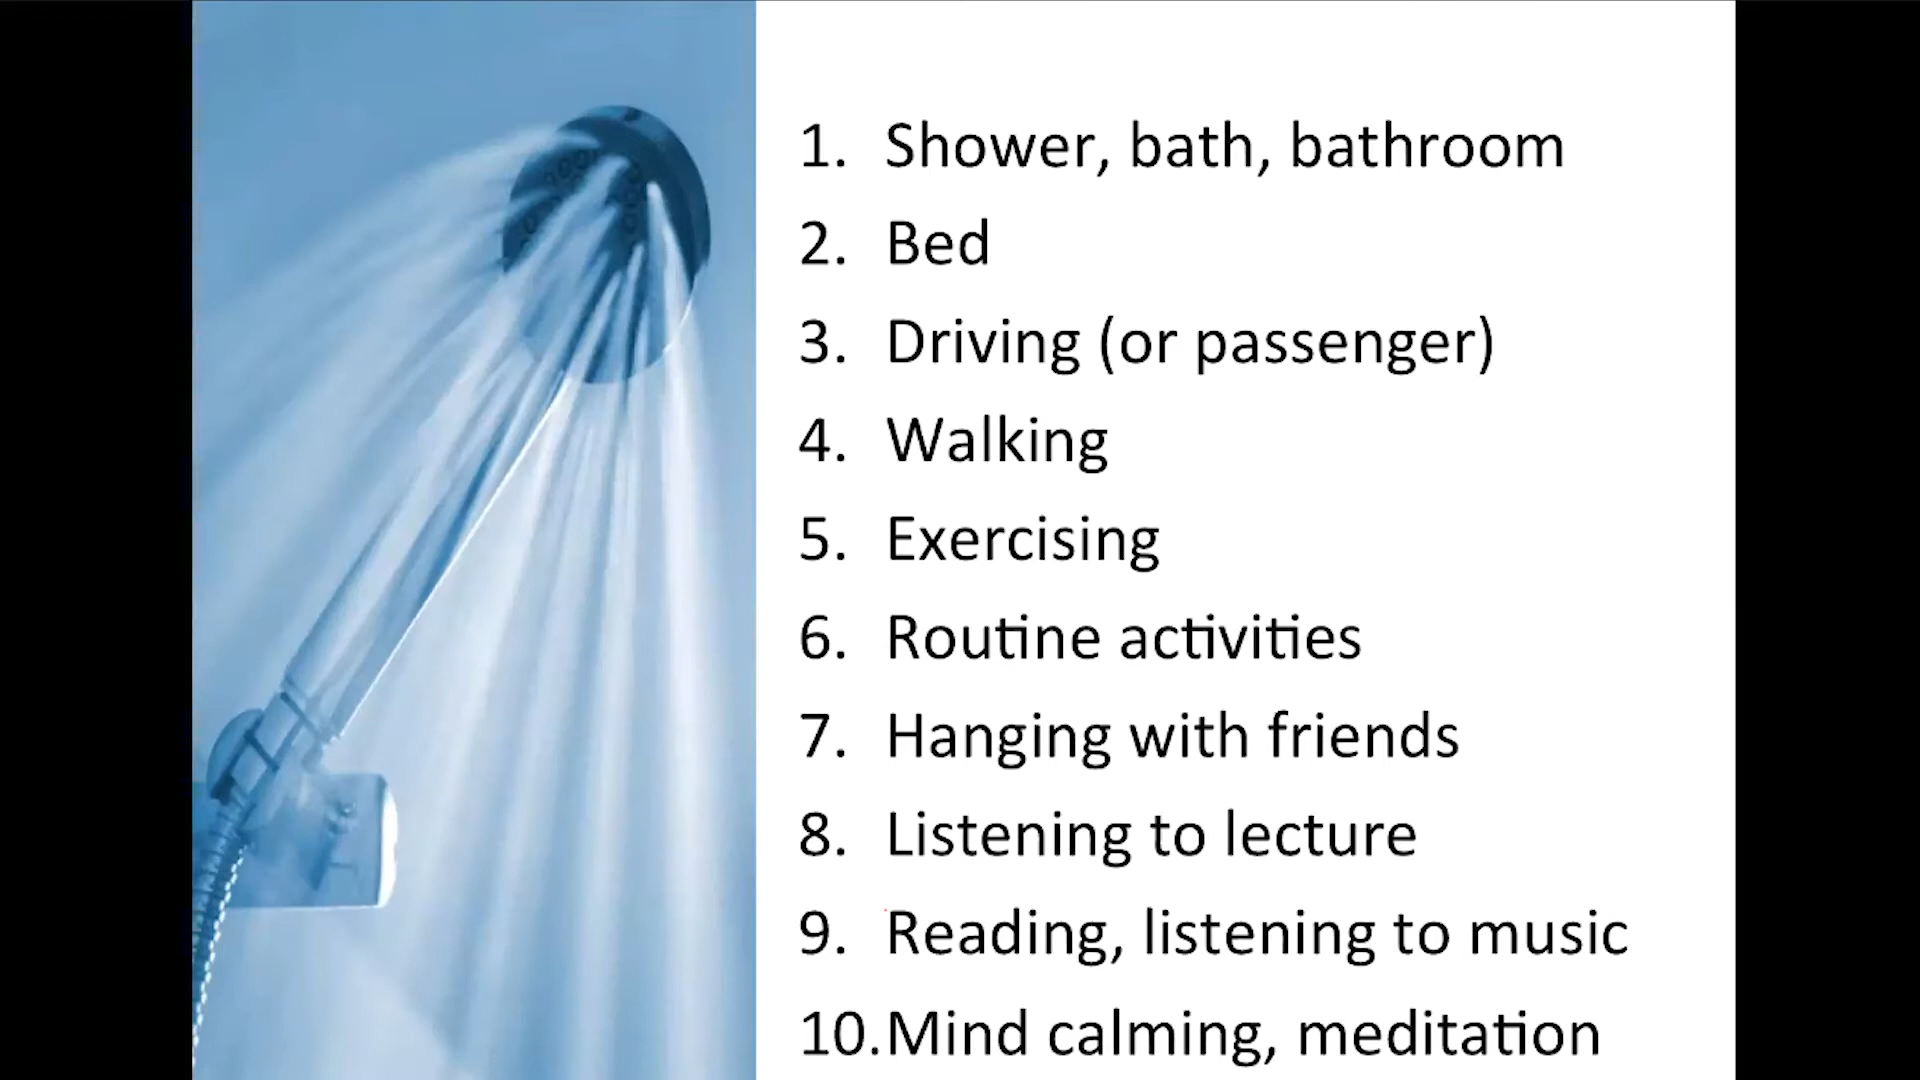 1. Shower, bath, bathroom
2. Bed
3. Driving (or passenger)
4. Walking
5. Exercising
6. Routine activities
7. Hanging with friends
8. Listening to lecture
9. Reading, listening to music
10. Mind calming, meditation